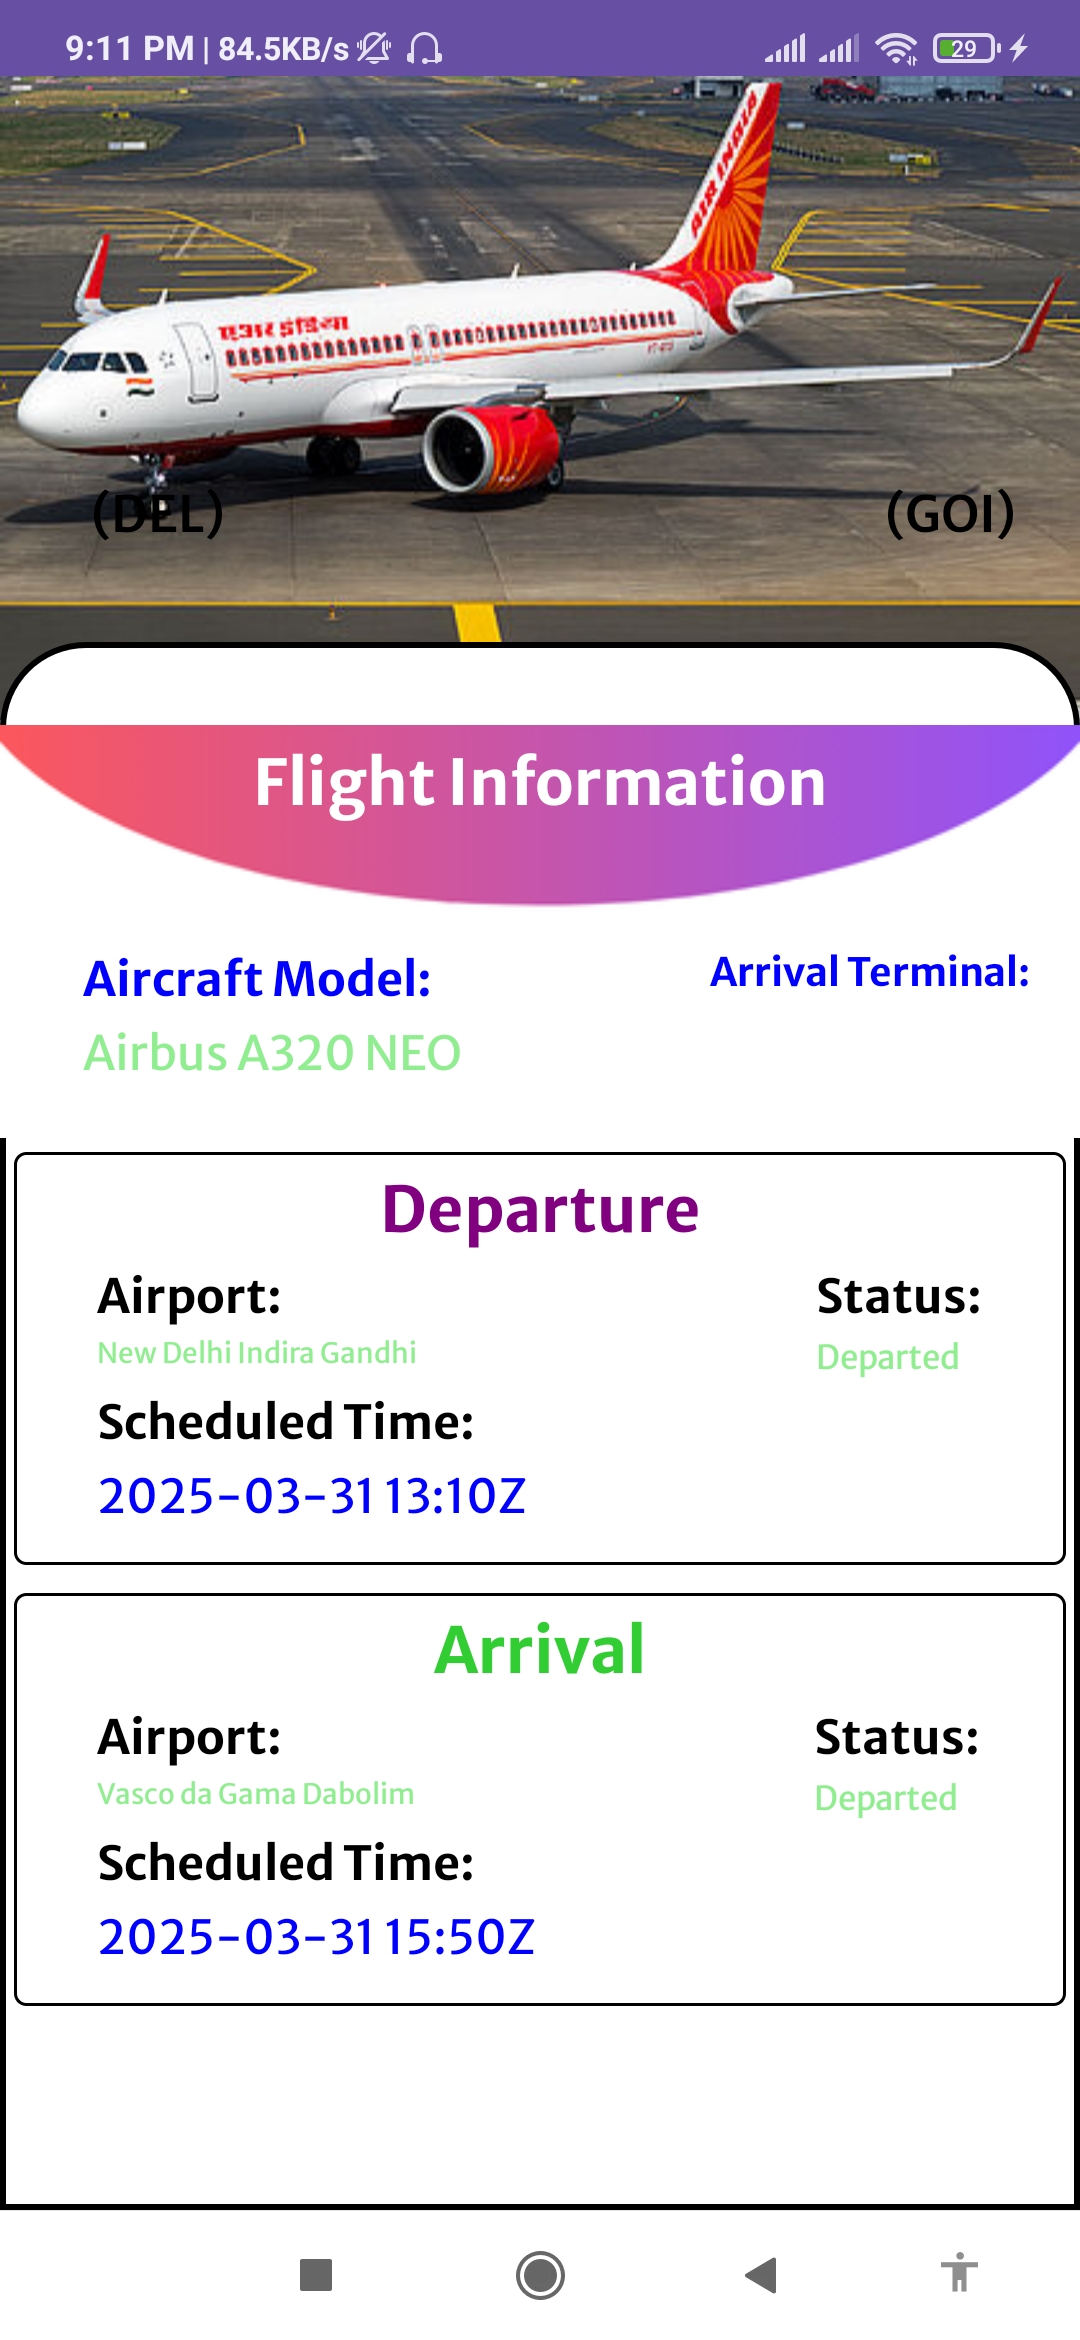 9:11 PM | 84.5KB/s
29
AIR INDIA
एअर इंडिया
(DEL)
(GOI)
Flight Information
Aircraft Model:
Arrival Terminal:
Airbus A320 NEO
Departure
Airport:
Status:
New Delhi Indira Gandhi
Departed
Scheduled Time:
2025-03-31 13:10Z
Arrival
Airport:
Status:
Vasco da Gama Dabolim
Departed
Scheduled Time:
2025-03-31 15:50Z